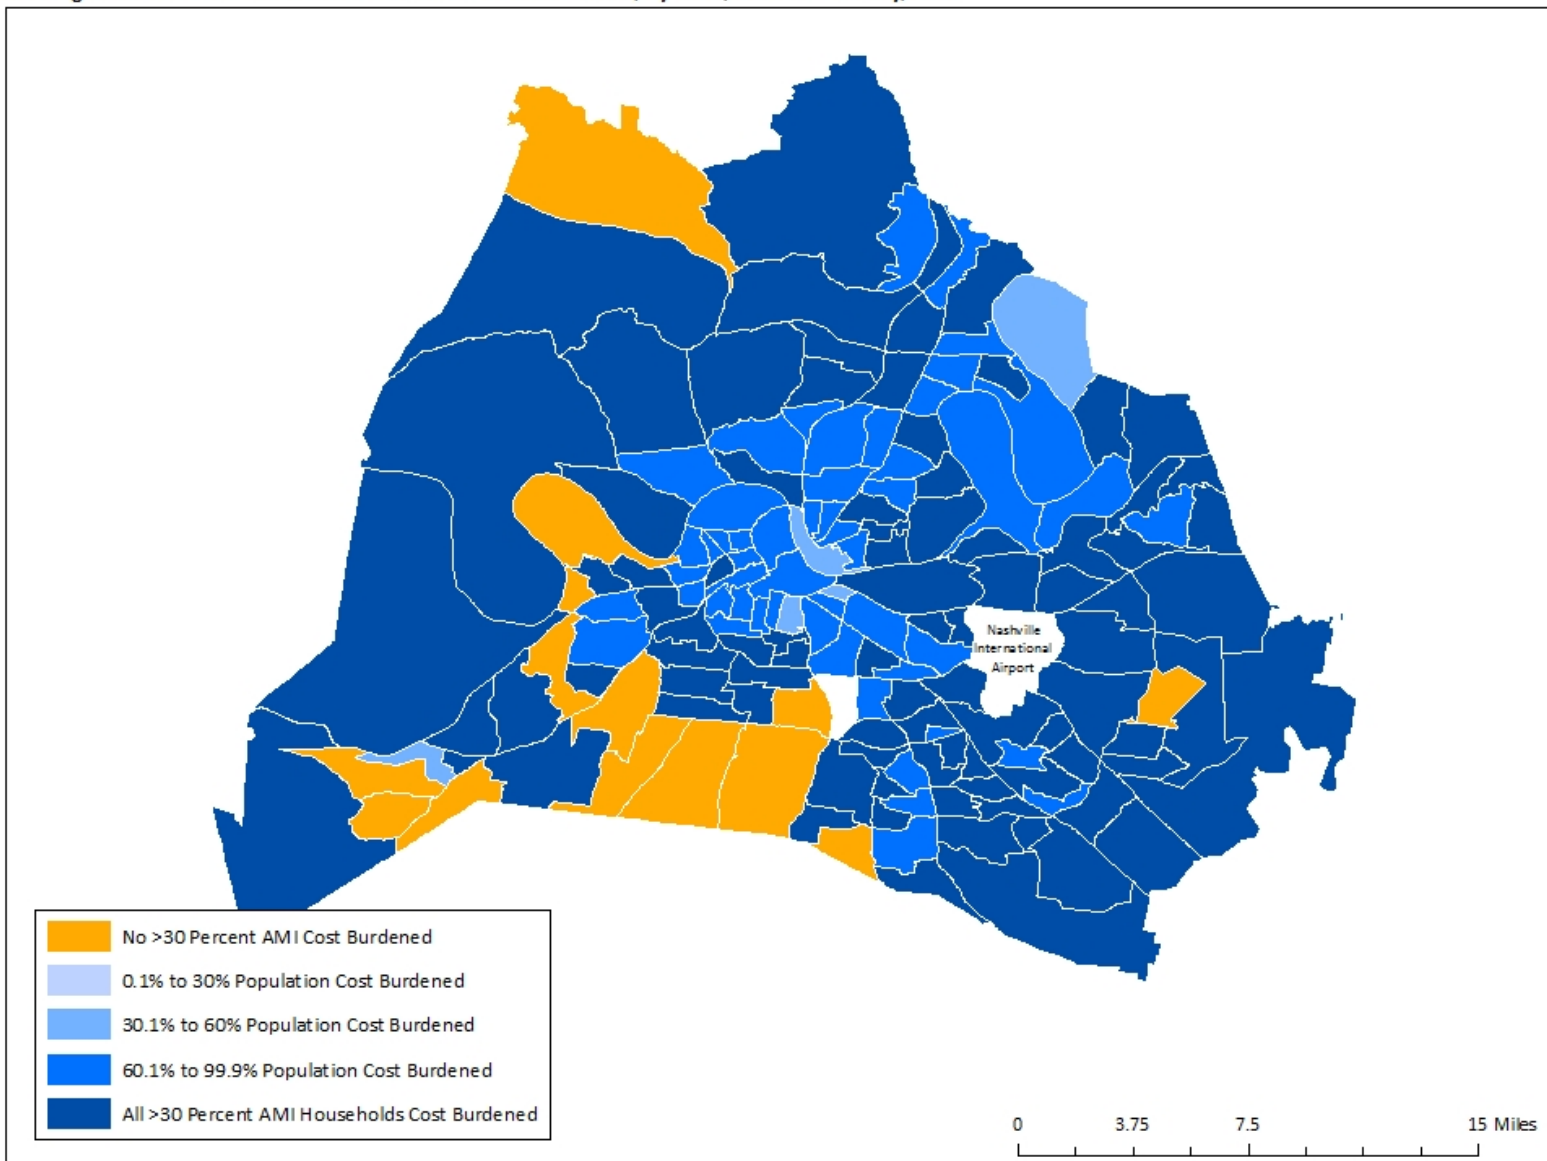 Nashville
International
Airport
No >30 Percent AMI Cost Burdened
0.1% to 30% Population Cost Burdened
30.1% to 60% Population Cost Burdened
60.1% to 99.9% Population Cost Burdened
All >30 Percent AMI Households Cost Burdened
0 3.75 7.5 15 Miles